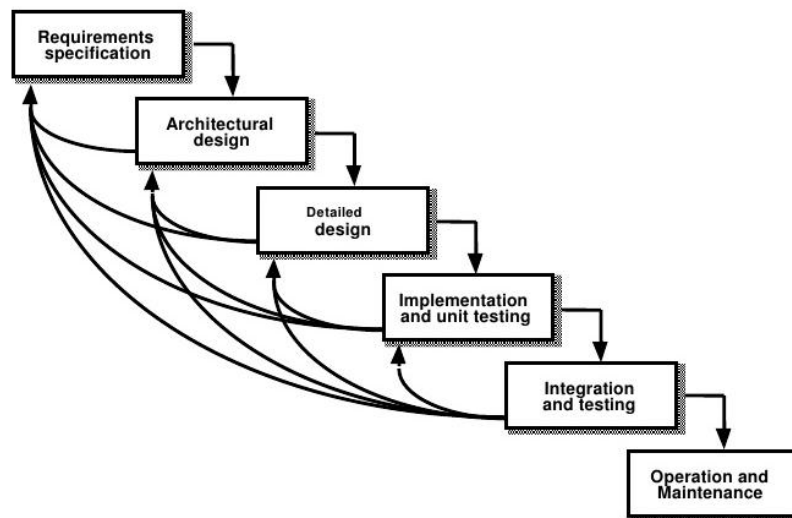 Requirements
specification
Architectural
design
Detailed
design
Implementation
and unit testing
Integration
and testing
Operation and
Maintenance